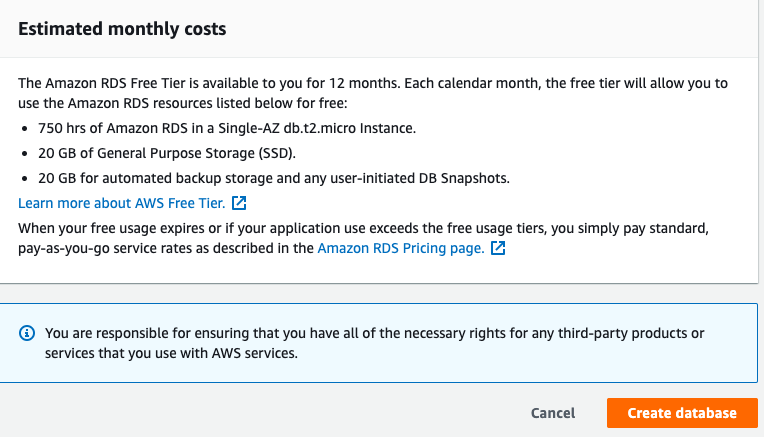 Estimated monthly costs
The Amazon RDS Free Tier is available to you for 12 months. Each calendar month, the free tier will allow you to
use the Amazon RDS resources listed below for free:
• 750 hrs of Amazon RDS in a Single-AZ db.t2.micro Instance.
• 20 GB of General Purpose Storage (SSD).
• 20 GB for automated backup storage and any user-initiated DB Snapshots.
Learn more about AWS Free Tier.
When your free usage expires or if your application use exceeds the free usage tiers, you simply pay standard,
pay-as-you-go service rates as described in the Amazon RDS Pricing page.
You are responsible for ensuring that you have all of the necessary rights for any third-party products or
services that you use with AWS services.
Cancel Create database